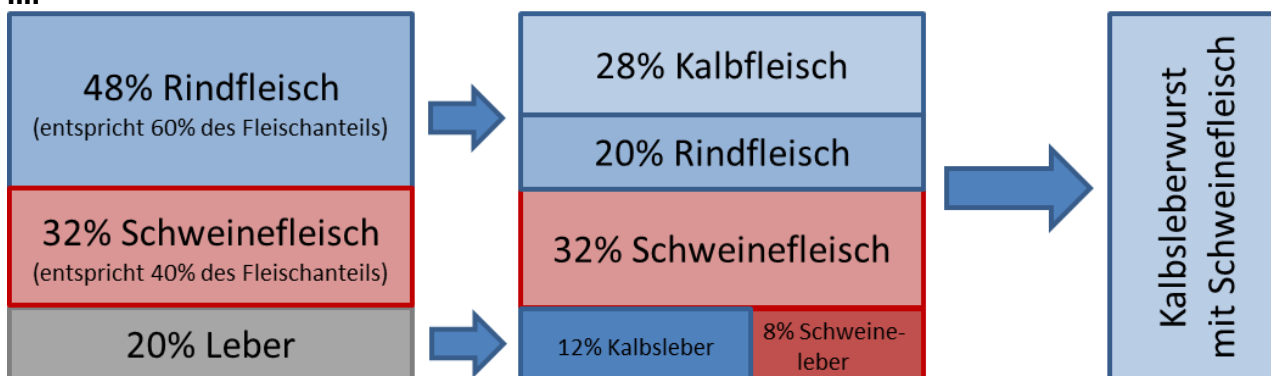 48% Rindfleisch
(entspricht 60% des Fleischanteils)
32% Schweinefleisch
(entspricht 40% des Fleischanteils)
20% Leber
28% Kalbfleisch
20% Rindfleisch
32% Schweinefleisch
12% Kalbsleber
8% Schweine-
leber
Kalbsleberwurst
mit Schweinefleisch